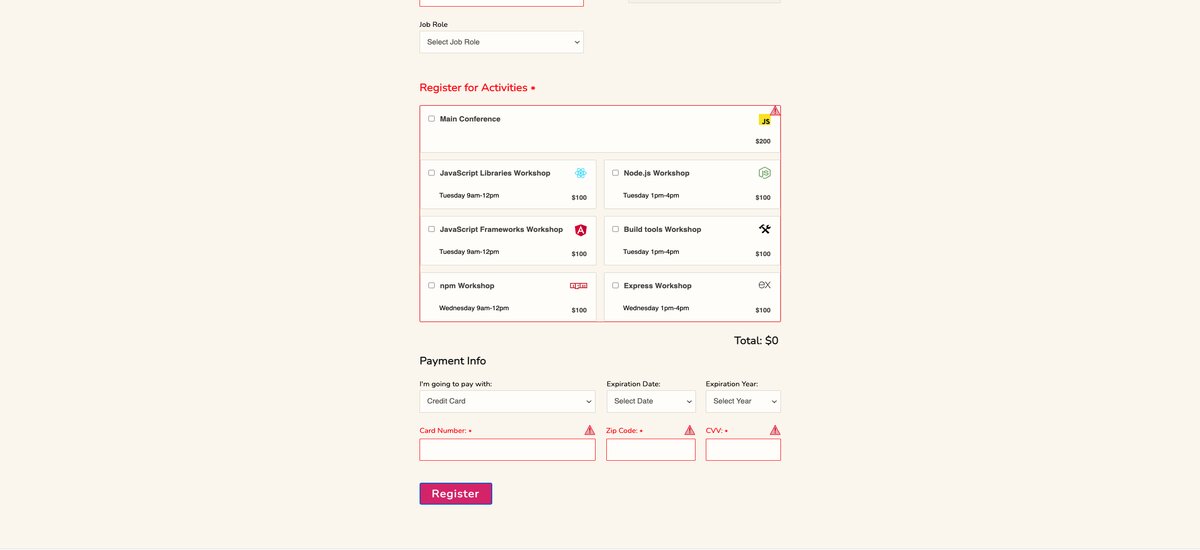 Job Role
Select Job Role
Register for Activities *
Main Conference
JS
$200
JavaScript Libraries Workshop
Tuesday 9am-12pm
$100
Node.js Workshop
JS
Tuesday 1pm-4pm
$100
JavaScript Frameworks Workshop
A
Tuesday 9am-12pm
$100
Build tools Workshop
Tuesday 1pm-4pm
$100
npm Workshop
npm
Wednesday 9am-12pm
$100
Express Workshop
ex
Wednesday 1pm-4pm
$100
Total: $0
Payment Info
I'm going to pay with:
Credit Card
Expiration Date:
Select Date
Expiration Year:
Select Year
Card Number: *
Zip Code: *
CVV: *
Register